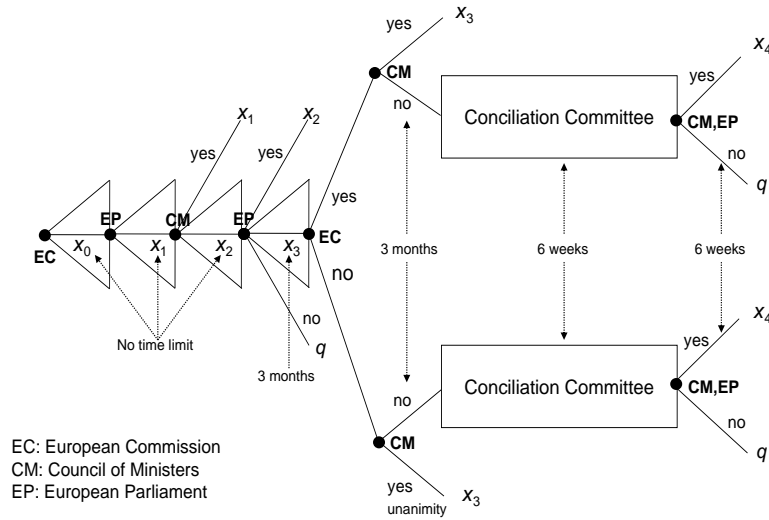 yes
x3
CM
no
Conciliation Committee
yes
x4
CM,EP
no
q
x1
x2
yes
yes
yes
EP
CM
EP
EC
EC
x0
x1
x2
x3
no
3 months
6 weeks
6 weeks
No time limit
no
q
3 months
Conciliation Committee
x4
yes
CM,EP
no
q
no
CM
yes
unanimity
x3
EC: European Commission
CM: Council of Ministers
EP: European Parliament